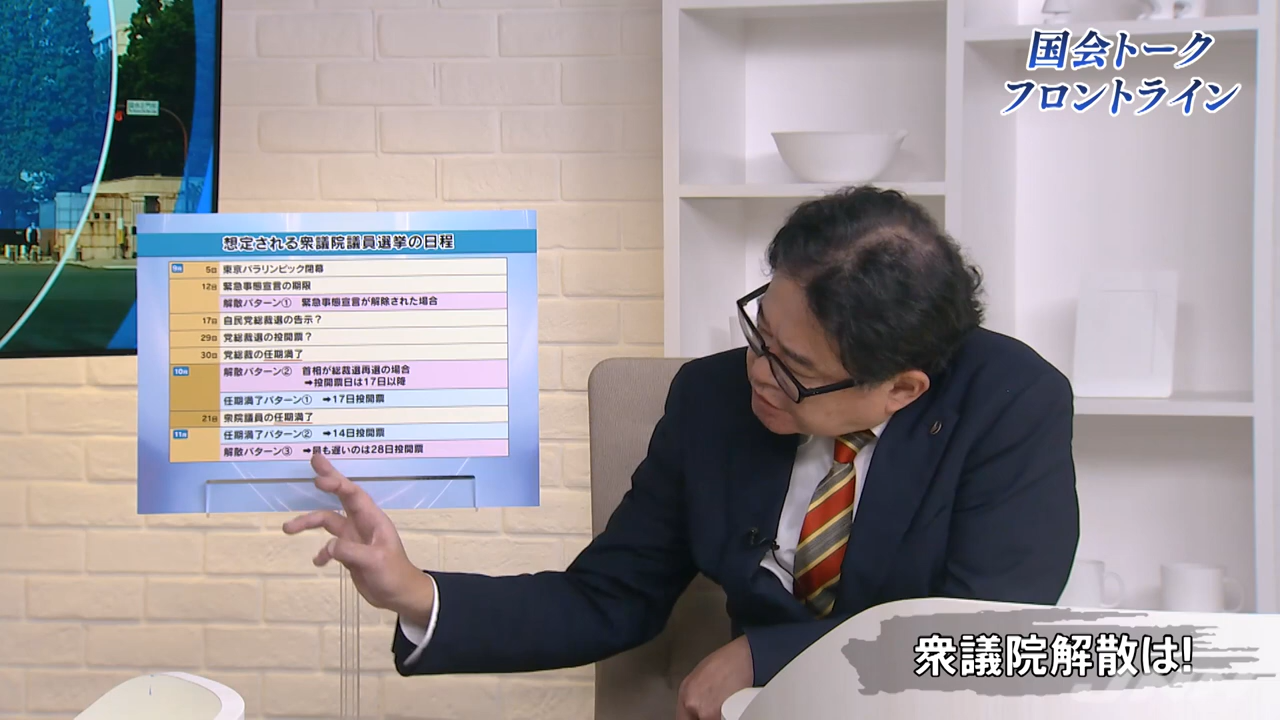 国会トーク
フロントライン
想定される衆議院議員選挙の日程
9月 5日 東京パラリンピック閉幕
12日 緊急事態宣言の期限
解散パターン① 緊急事態宣言が解除された場合
17日 自民党総裁選の告示？
29日 党総裁選の投開票？
30日 党総裁の任期満了
10月 解散パターン② 首相が総裁選再選の場合
➡投開票日は17日以降
任期満了パターン① ➡17日投開票
21日 衆院議員の任期満了
11月 任期満了パターン② ➡14日投開票
解散パターン③ ➡最も遅いのは28日投開票
衆議院解散は!